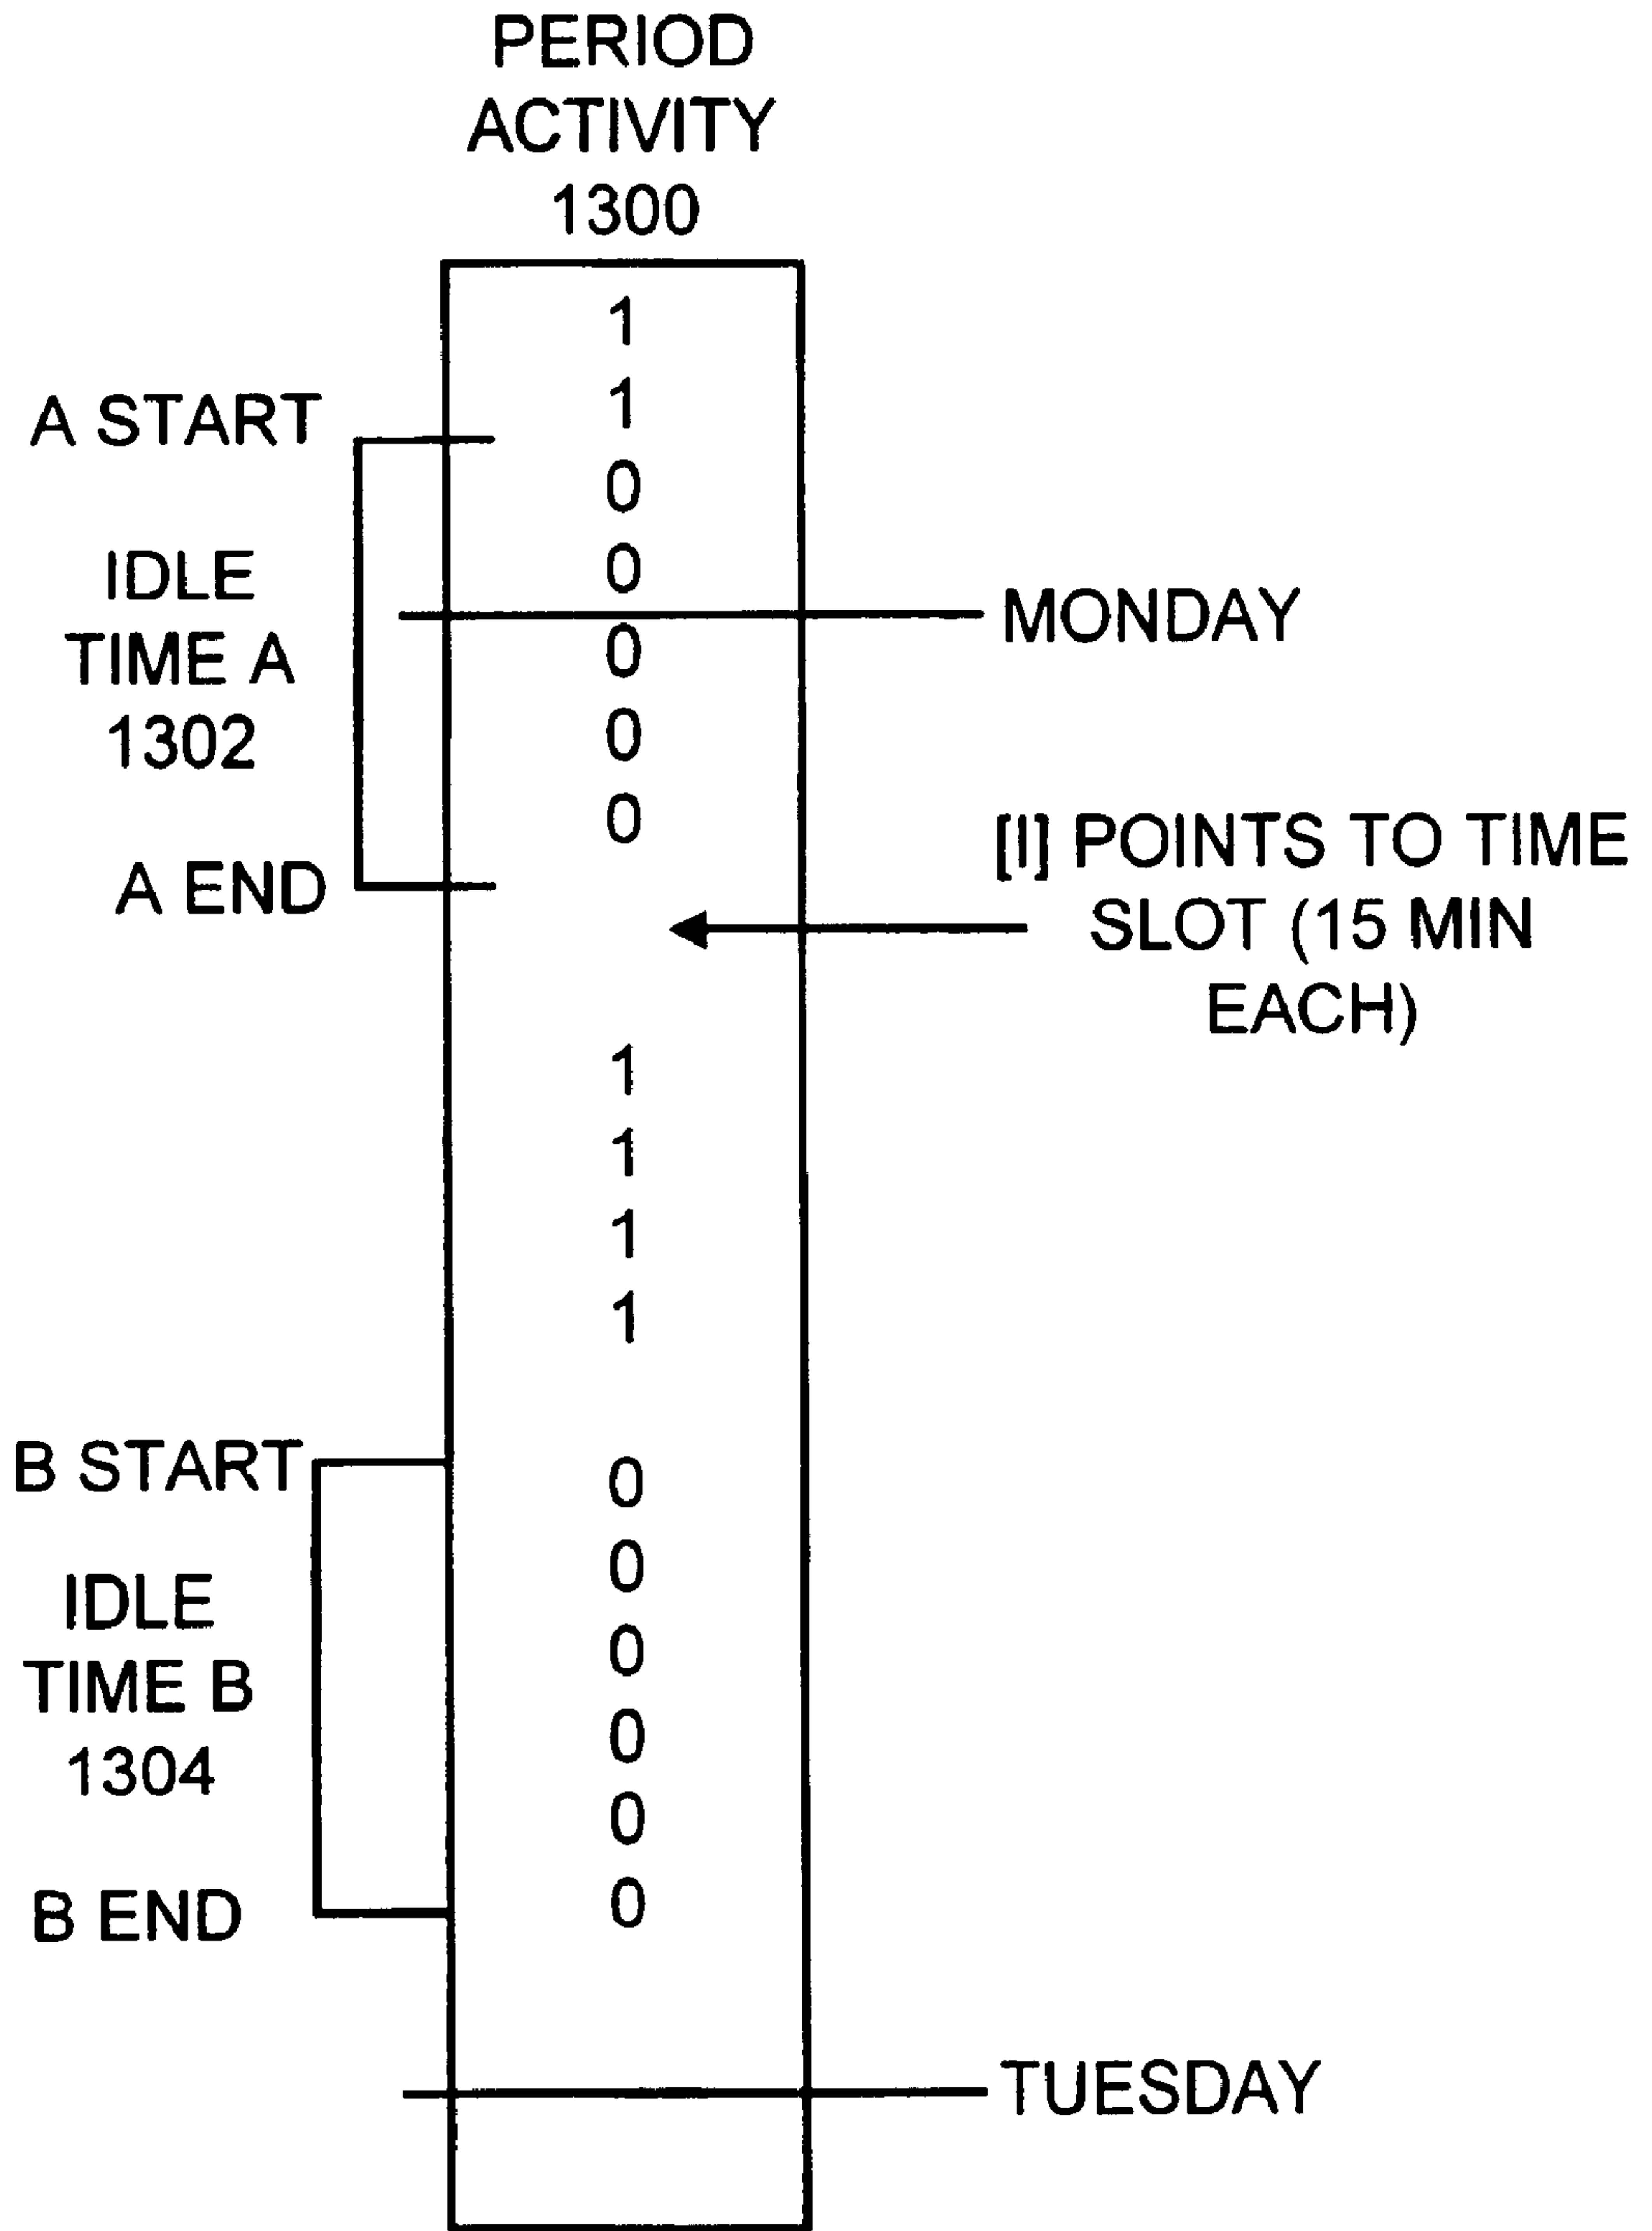 PERIOD
ACTIVITY
1300
1
1
A START
0
0
IDLE
TIME A
1302
MONDAY
0
0
0
A END
[I] POINTS TO TIME
SLOT (15 MIN
EACH)
1
1
1
1
B START
0
0
IDLE
TIME B
1304
0
0
0
0
B END
TUESDAY